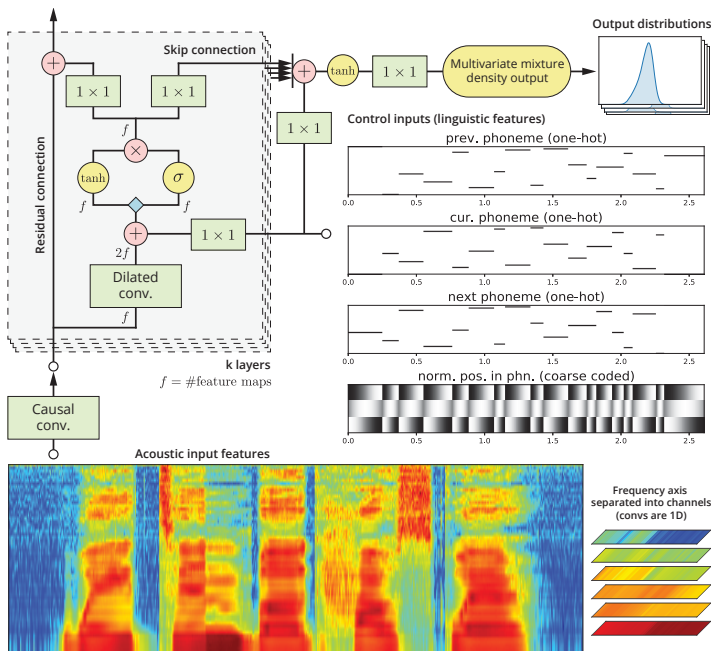 Output distributions
Skip connection
+
1 × 1
1 × 1
+
tanh
1 × 1
Multivariate mixture
density output
f
1 × 1
Control inputs (linguistic features)
prev. phoneme (one-hot)
0.0 0.5 1.0 1.5 2.0 2.5
×
tanh
σ
f
f
Residual connection
+
1 × 1
2f
cur. phoneme (one-hot)
0.0 0.5 1.0 1.5 2.0 2.5
Dilated
conv.
f
next phoneme (one-hot)
0.0 0.5 1.0 1.5 2.0 2.5
k layers
f = #feature maps
norm. pos. in phn. (coarse coded)
0.0 0.5 1.0 1.5 2.0 2.5
Causal
conv.
Acoustic input features
Frequency axis
separated into channels
(convs are 1D)